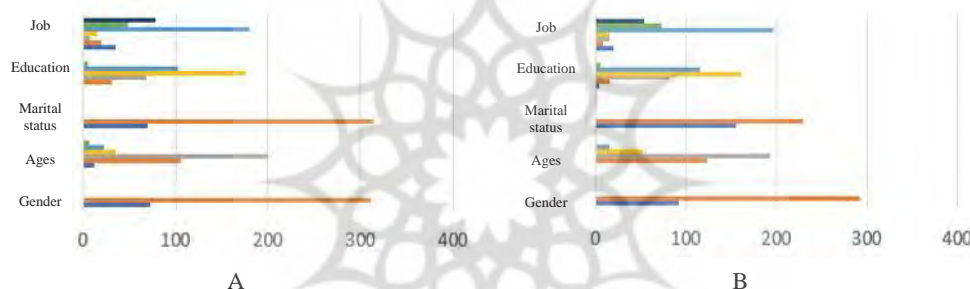 Job
Education
Marital
status
Ages
Gender
0 100 200 300 400
A
Job
Education
Marital
status
Ages
Gender
0 100 200 300 400
B